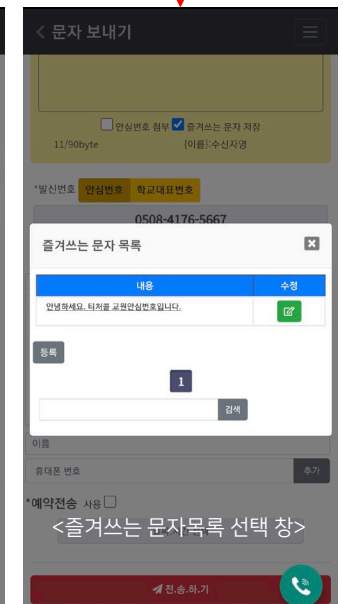 < 문자 보내기
안심번호 첨부 즐겨쓰는 문자 저장
11/90byte {이름}:수신자명
*발신번호 안심번호 학교대표번호
0508-4176-5667
즐겨쓰는 문자 목록
내용 수정
안녕하세요. 티처콜 교원안심번호입니다.
등록
1
검색
이름
휴대폰 번호 추가
*예약전송 사용
<즐겨쓰는 문자목록 선택 창>
전.송.하.기